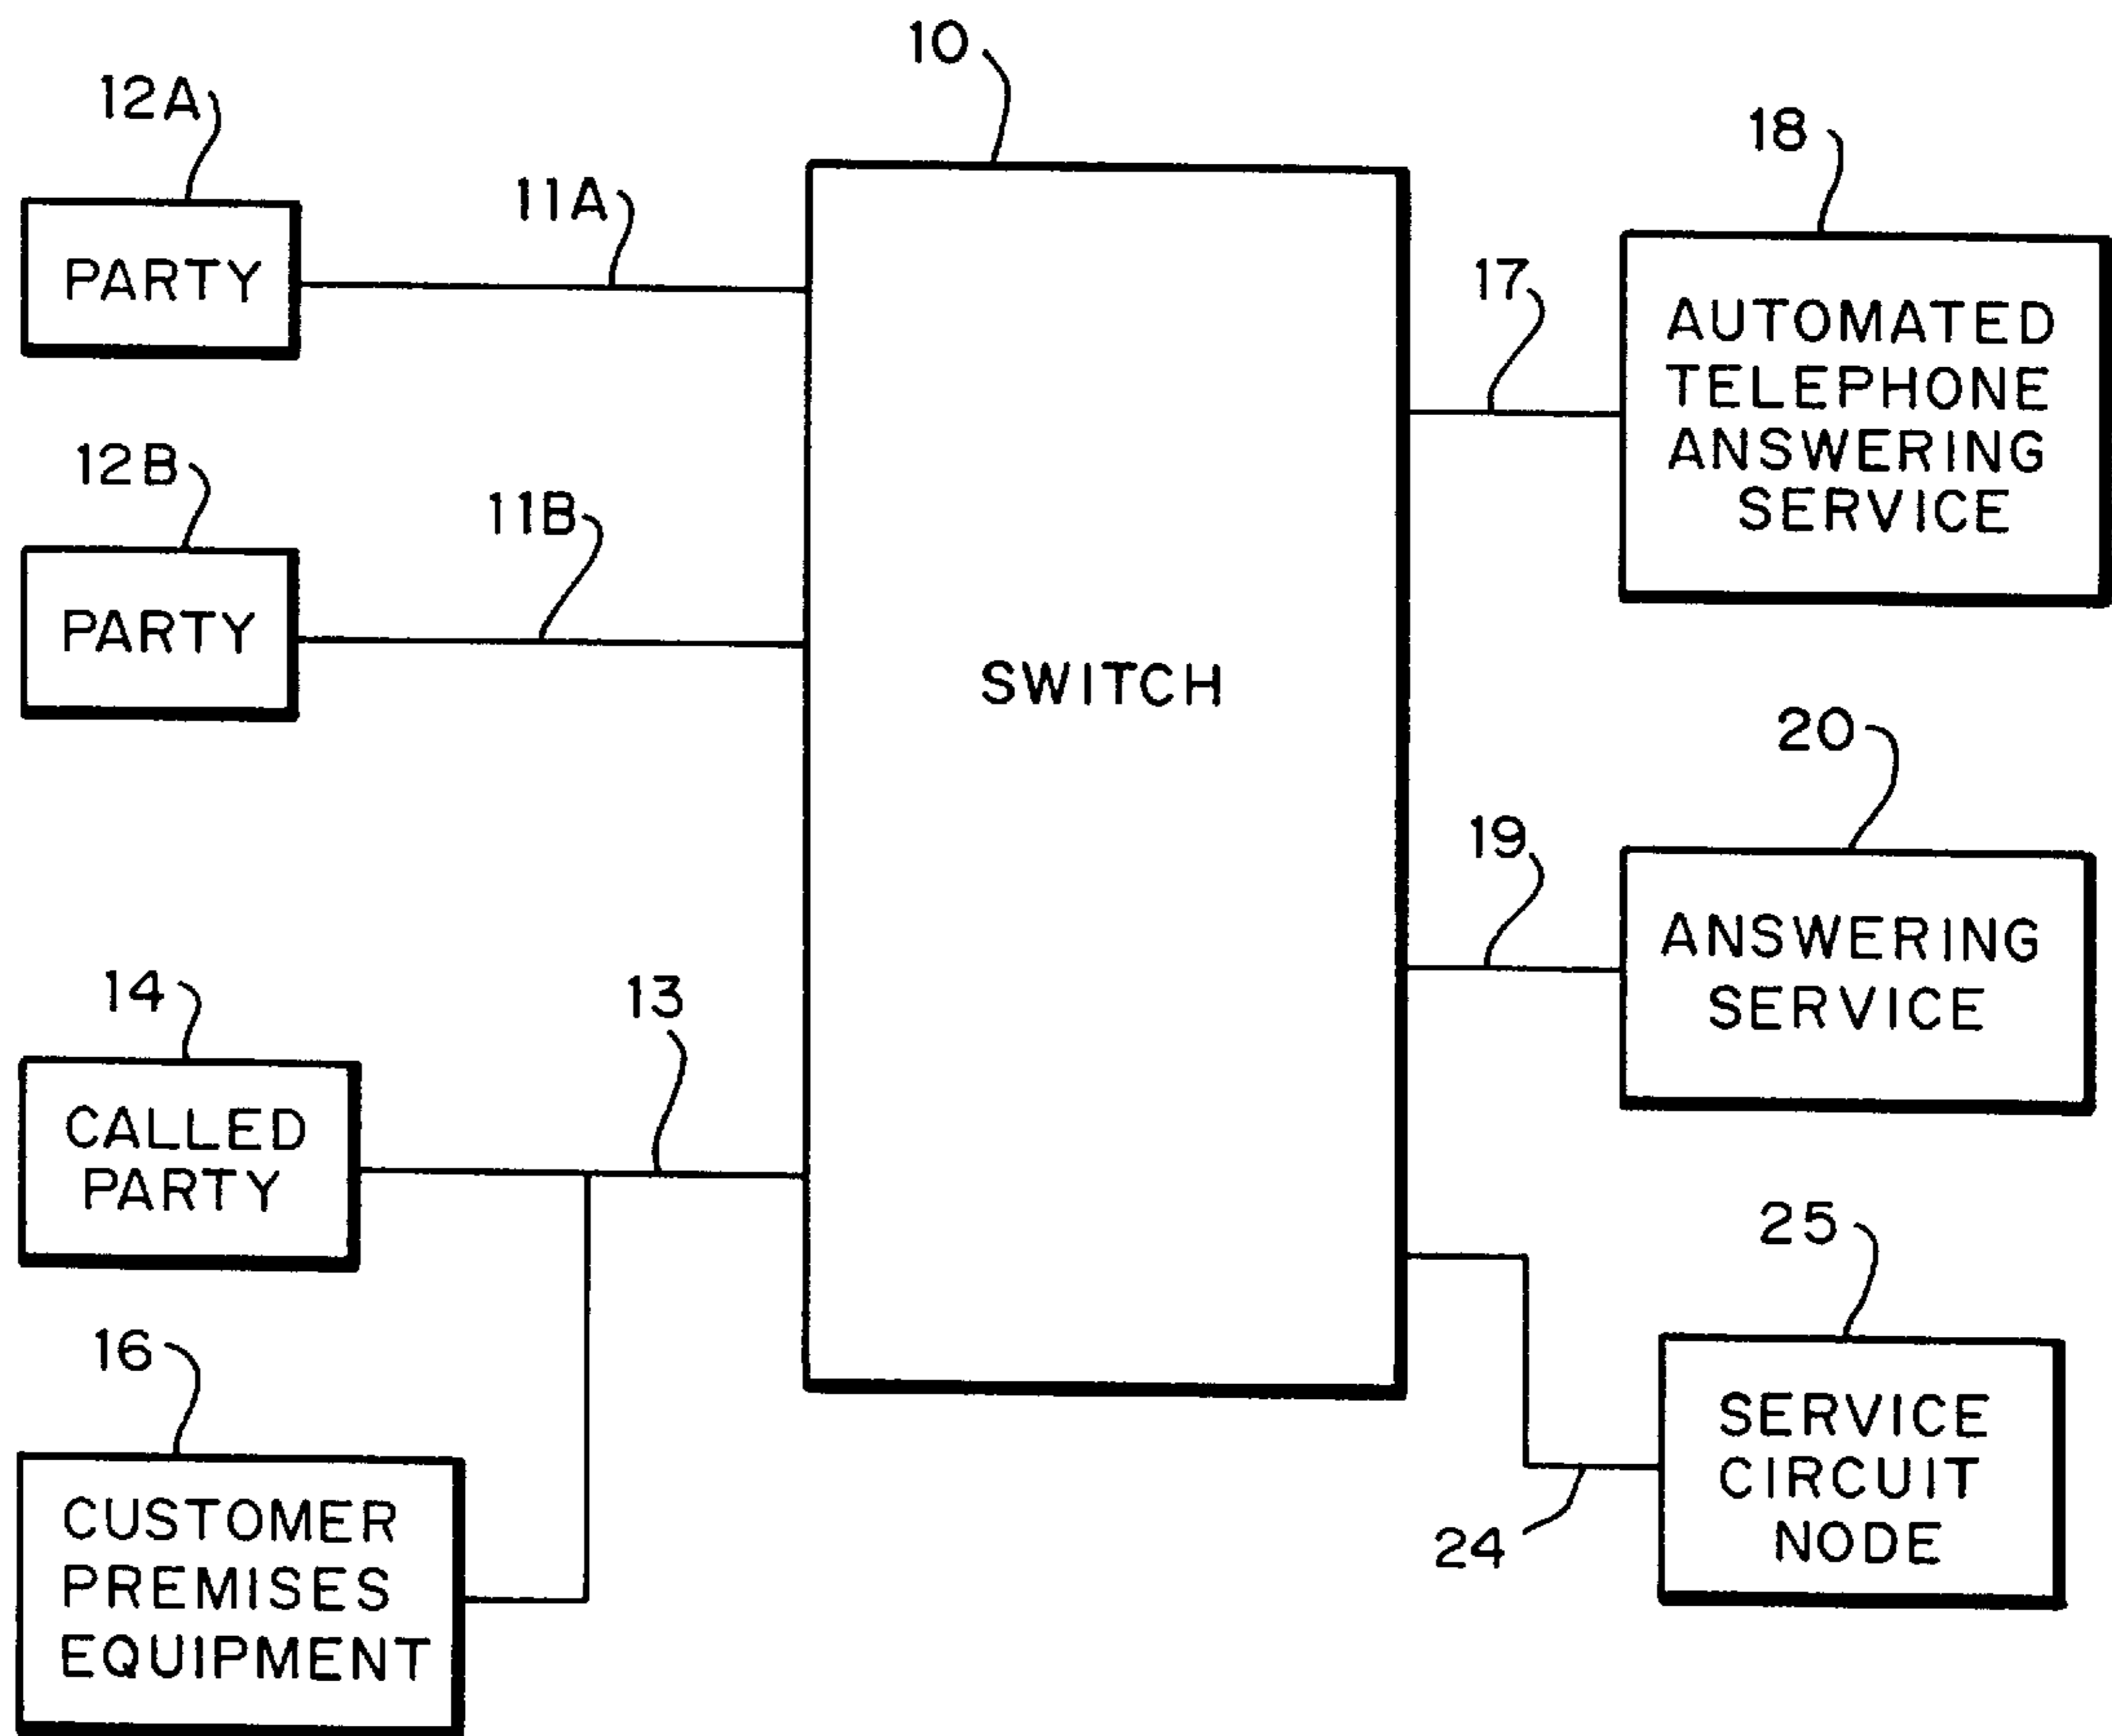 10
12A
11A
PARTY
18
17
AUTOMATED
TELEPHONE
ANSWERING
SERVICE
12B
11B
PARTY
SWITCH
20
19
ANSWERING
SERVICE
14
13
CALLED
PARTY
25
24
SERVICE
CIRCUIT
NODE
16
CUSTOMER
PREMISES
EQUIPMENT